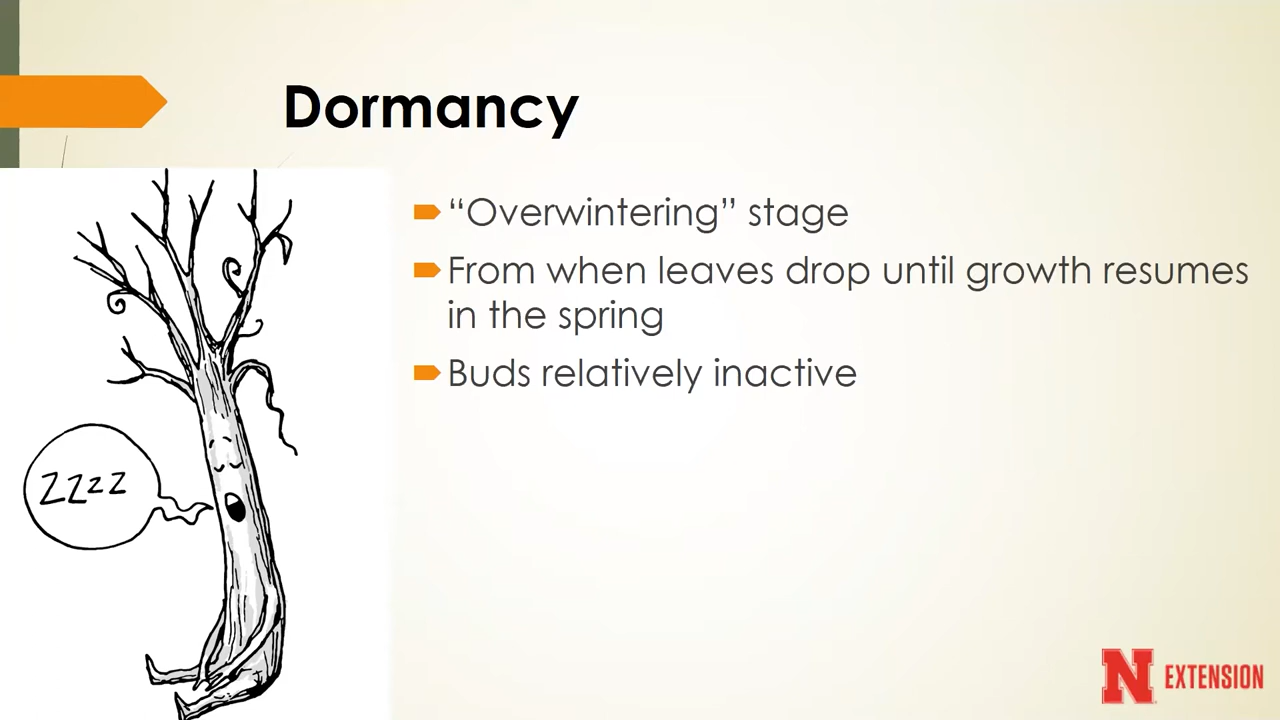 Dormancy
“Overwintering” stage
From when leaves drop until growth resumes
in the spring
Buds relatively inactive
ZZzz
N EXTENSION